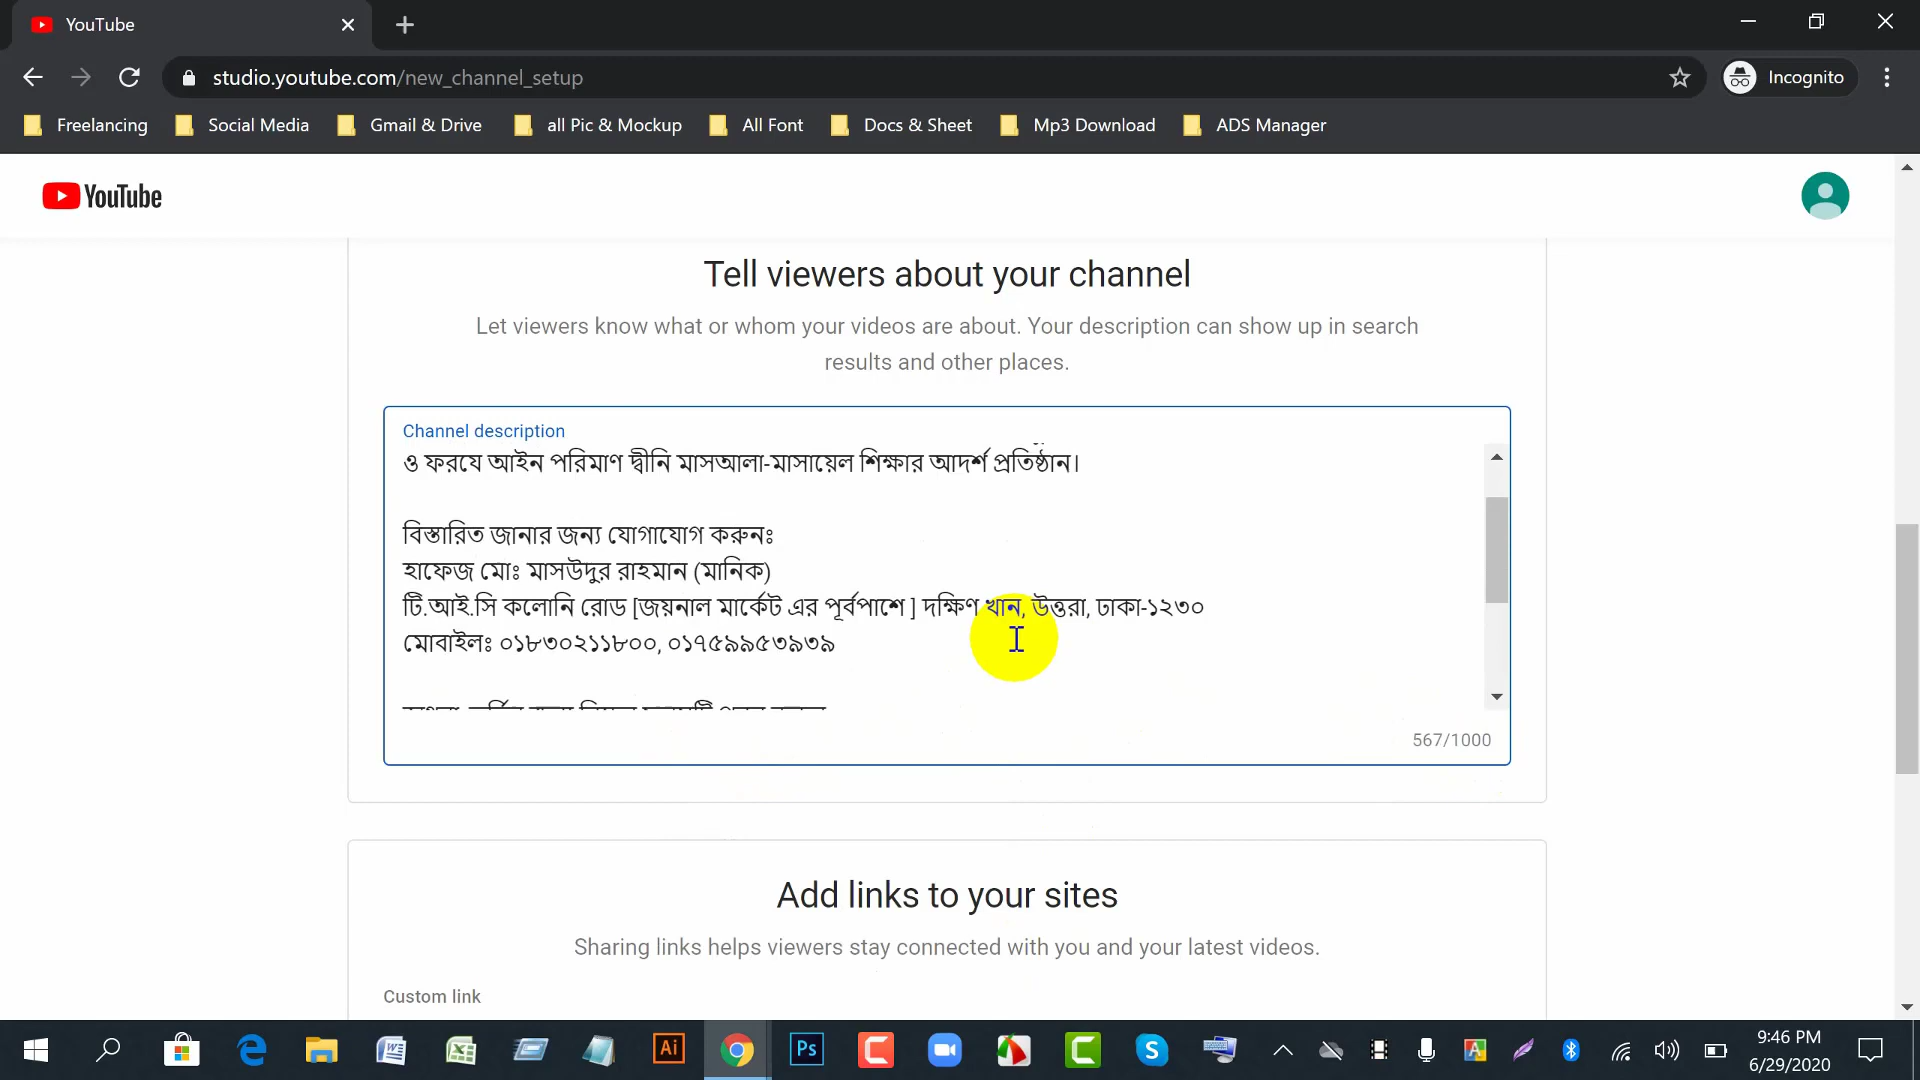 YouTube
studio.youtube.com/new_channel_setup
Incognito
Freelancing
Social Media
Gmail & Drive
all Pic & Mockup
All Font
Docs & Sheet
Mp3 Download
ADS Manager
YouTube
Tell viewers about your channel
Let viewers know what or whom your videos are about. Your description can show up in search
results and other places.
Channel description
ও ফরযে আইন পরিমাণ দ্বীনি মাসআলা-মাসায়েল শিক্ষার আদর্শ প্রতিষ্ঠান।
বিস্তারিত জানার জন্য যোগাযোগ করুনঃ
হাফেজ মোঃ মাসউদুর রাহমান (মানিক)
টি.আই.সি কলোনি রোড [জয়নাল মার্কেট এর পূর্বপাশে ] দক্ষিণ খান, উত্তরা, ঢাকা-১২৩০
মোবাইলঃ ০১৮৩০২১১৮০০, ০১৭৫৯৯৫৩৯৩৯
567/1000
Add links to your sites
Sharing links helps viewers stay connected with you and your latest videos.
Custom link
Ai
Ps
9:46 PM
6/29/2020